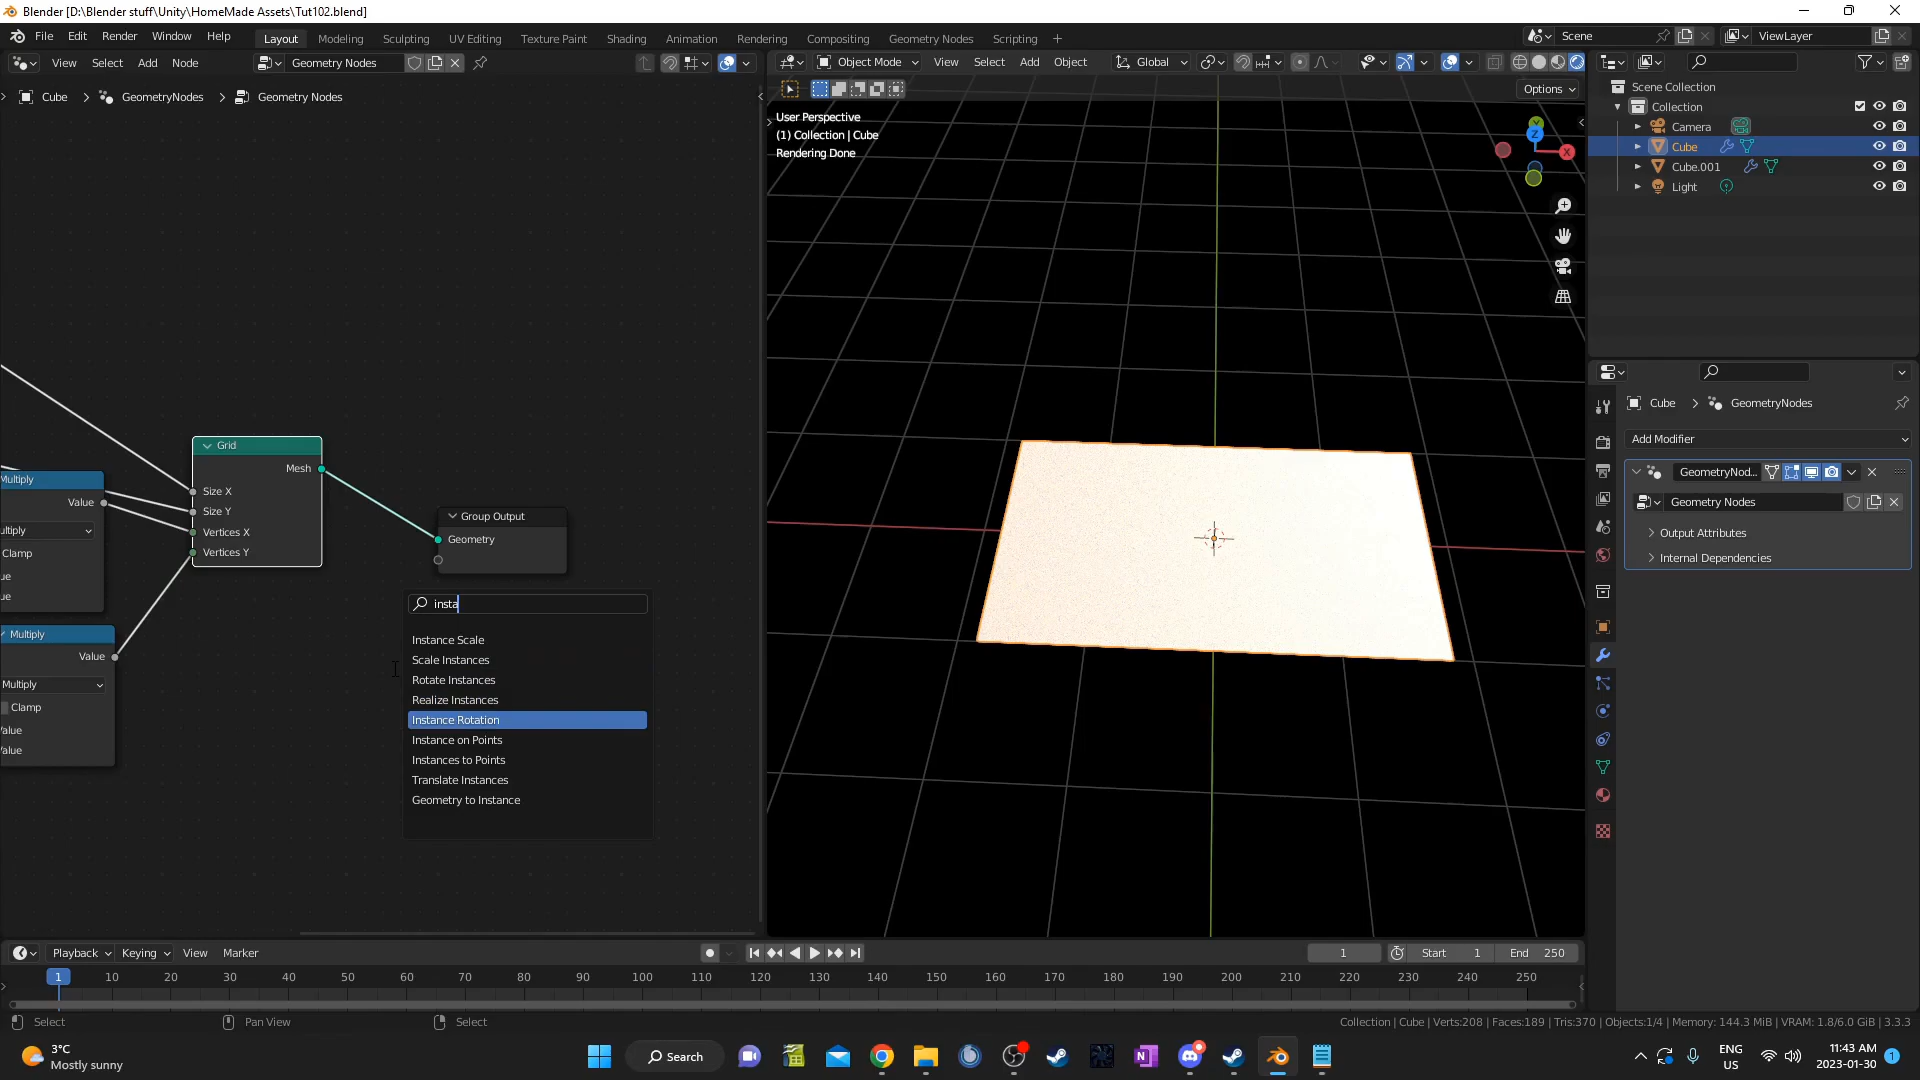 Blender [D:\Blender stuff\Unity\HomeMade Assets\Tut102.blend]
File Edit Render Window Help Layout Modeling Sculpting UV Editing Texture Paint Shading Animation Rendering Compositing Geometry Nodes Scripting + Scene ViewLayer
View Select Add Node Geometry Nodes Object Mode View Select Add Object Global
Options
Cube > GeometryNodes > Geometry Nodes
User Perspective
(1) Collection | Cube
Rendering Done
Z
X
Scene Collection
Collection
Camera
Cube
Cube.001
Light
Cube > GeometryNodes
Add Modifier
GeometryNod...
Geometry Nodes
Output Attributes
Internal Dependencies
Grid
Mesh
Size X
Size Y
Vertices X
Vertices Y
Multiply
Value
ultiply
Clamp
ue
ue
Multiply
Value
Multiply
Clamp
alue
alue
Group Output
Geometry
insta
Instance Scale
Scale Instances
Rotate Instances
Realize Instances
Instance Rotation
Instance on Points
Instances to Points
Translate Instances
Geometry to Instance
Playback Keying View Marker 1 Start 1 End 250
1 10 20 30 40 50 60 70 80 90 100 110 120 130 140 150 160 170 180 190 200 210 220 230 240 250
Select Pan View Select Collection | Cube | Verts:208 | Faces:189 | Tris:370 | Objects:1/4 | Memory: 144.3 MiB | VRAM: 1.8/6.0 GiB | 3.3.3
3°C
Mostly sunny
Search
ENG
US
11:43 AM
2023-01-30
1